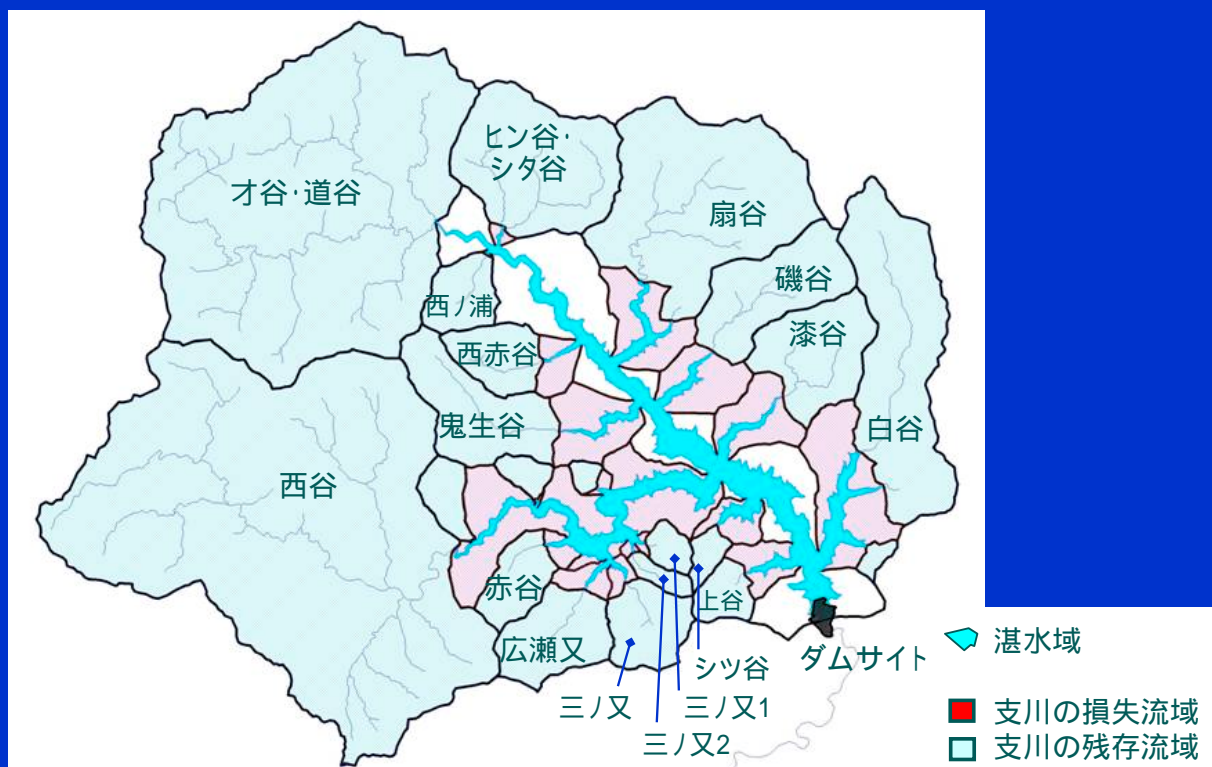 ヒン谷・
シタ谷
才谷・道谷
扇谷
磯谷
西ノ浦
漆谷
西赤谷
鬼生谷
白谷
西谷
赤谷
上谷
広瀬又
シツ谷
ダムサイト
三ノ又
三ノ又1
三ノ又2
湛水域
支川の損失流域
支川の残存流域